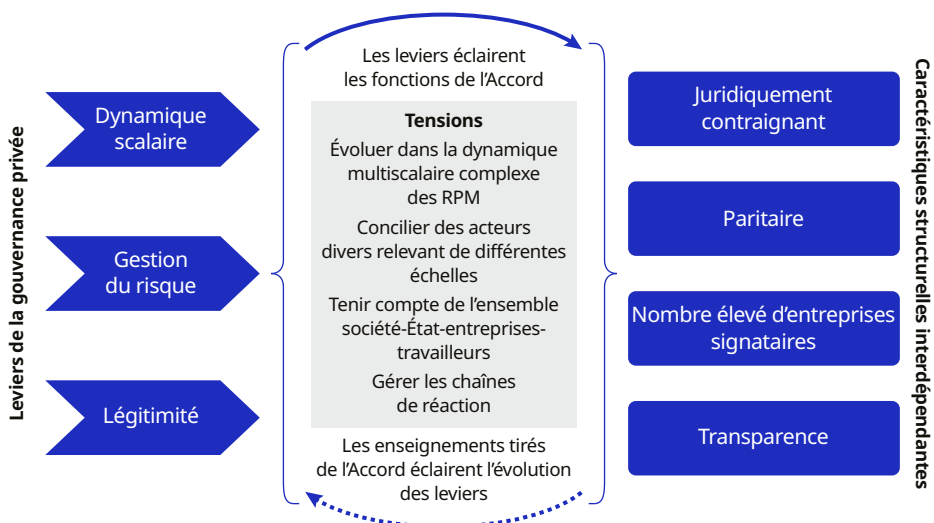 Leviers de la gouvernance privée
Dynamique
scalaire
Gestion
du risque
Légitimité
Les leviers éclairent
les fonctions de l’Accord
Tensions
Évoluer dans la dynamique
multiscalaire complexe
des RPM
Concilier des acteurs
divers relevant de différentes
échelles
Tenir compte de l’ensemble
société-État-entreprises-
travailleurs
Gérer les chaînes
de réaction
Les enseignements tirés
de l’Accord éclairent l’évolution
des leviers
Juridiquement
contraignant
Paritaire
Nombre élevé d’entreprises
signataires
Transparence
Caractéristiques structurelles interdépendantes